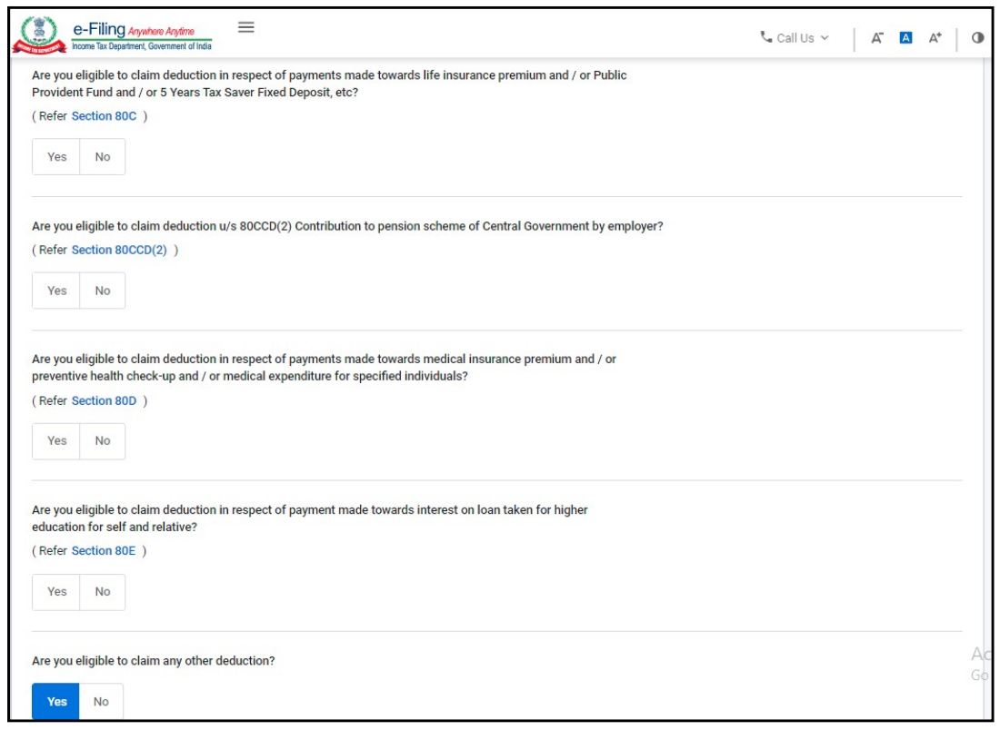 e-Filing Anywhere Anytime
Income Tax Department, Government of India
Call Us
A-
A
A+
Are you eligible to claim deduction in respect of payments made towards life insurance premium and / or Public
Provident Fund and / or 5 Years Tax Saver Fixed Deposit, etc?
( Refer Section 80C )
Yes No
Are you eligible to claim deduction u/s 80CCD(2) Contribution to pension scheme of Central Government by employer?
( Refer Section 80CCD(2) )
Yes No
Are you eligible to claim deduction in respect of payments made towards medical insurance premium and / or
preventive health check-up and / or medical expenditure for specified individuals?
( Refer Section 80D )
Yes No
Are you eligible to claim deduction in respect of payment made towards interest on loan taken for higher
education for self and relative?
( Refer Section 80E )
Yes No
Are you eligible to claim any other deduction?
Ac
Go
Yes No